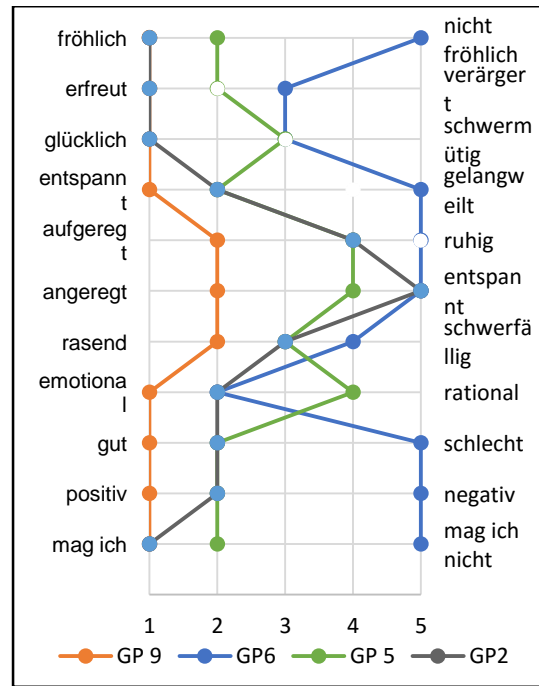 fröhlich
erfreut
glücklich
entspann
t
aufgereg
t
angeregt
rasend
emotiona
l
gut
positiv
mag ich
nicht
fröhlich
verärger
t
schwerm
ütig
gelangw
eilt
ruhig
entspan
nt
schwerfä
llig
rational
schlecht
negativ
mag ich
nicht
1 2 3 4 5
GP 9 GP6 GP 5 GP2